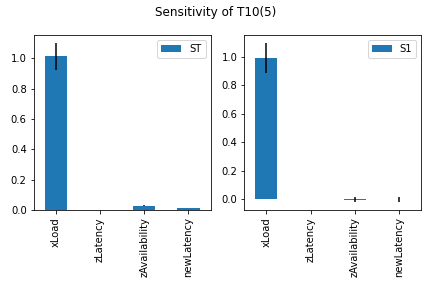 Sensitivity of T10(5)
ST
1.0
0.8
0.6
0.4
0.2
0.0
xLoad
zLatency
zAvailability
newLatency
S1
1.0
0.8
0.6
0.4
0.2
0.0
xLoad
zLatency
zAvailability
newLatency